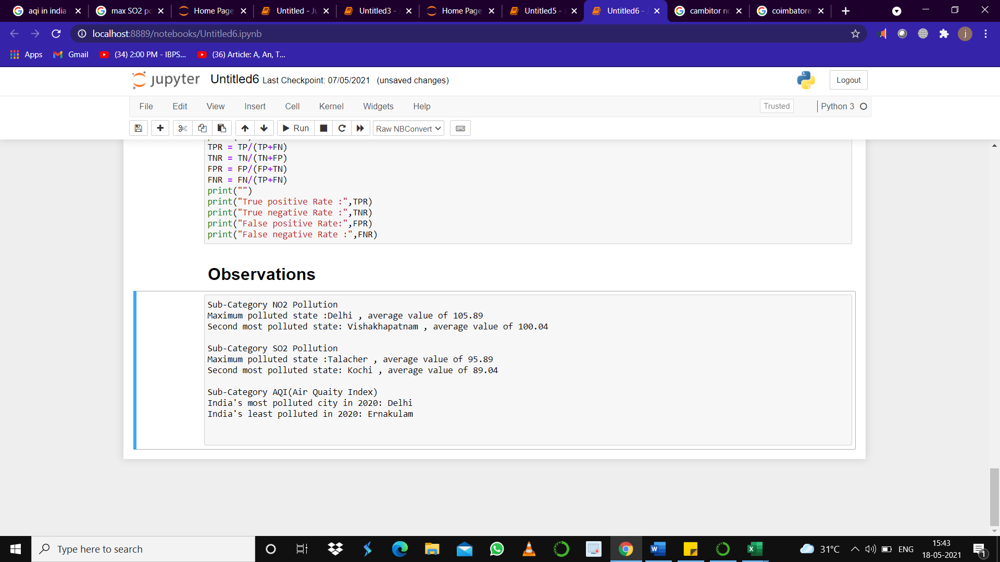 aqi in india
max SO2 po
Home Page
Untitled - Ju
Untitled3 - J
Home Page
Untitled5 - J
Untitled6 - J
cambitor no
coimbatore
localhost:8889/notebooks/Untitled6.ipynb
j
Apps
Gmail
(34) 2:00 PM - IBPS...
(36) Article: A, An, T...
jupyter
Untitled6 Last Checkpoint: 07/05/2021 (unsaved changes)
Logout
File Edit View Insert Cell Kernel Widgets Help
Trusted
Python 3
Run
Raw NBConvert
TPR = TP/(TP+FN)
TNR = TN/(TN+FP)
FPR = FP/(FP+TN)
FNR = FN/(TP+FN)
print("")
print("True positive Rate :",TPR)
print("True negative Rate :",TNR)
print("False positive Rate:",FPR)
print("False negative Rate :",FNR)
Observations
Sub-Category NO2 Pollution
Maximum polluted state :Delhi , average value of 105.89
Second most polluted state: Vishakhapatnam , average value of 100.04
Sub-Category SO2 Pollution
Maximum polluted state :Talacher , average value of 95.89
Second most polluted state: Kochi , average value of 89.04
Sub-Category AQI(Air Quaity Index)
India's most polluted city in 2020: Delhi
India's least polluted in 2020: Ernakulam
Type here to search
31°C
ENG
15:43
18-05-2021
1